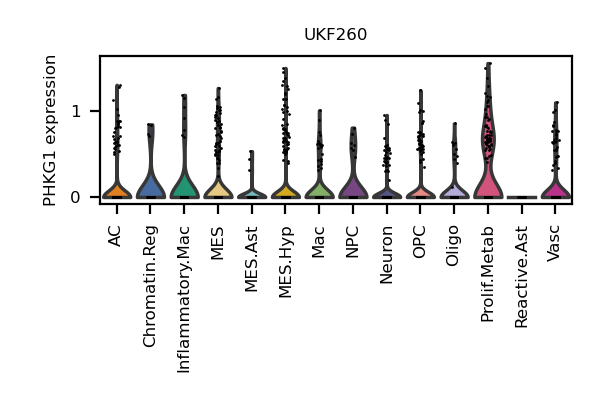 UKF260
PHKG1 expression
1
0
AC
Chromatin.Reg
Inflammatory.Mac
MES
MES.Ast
MES.Hyp
Mac
NPC
Neuron
OPC
Oligo
Prolif.Metab
Reactive.Ast
Vasc